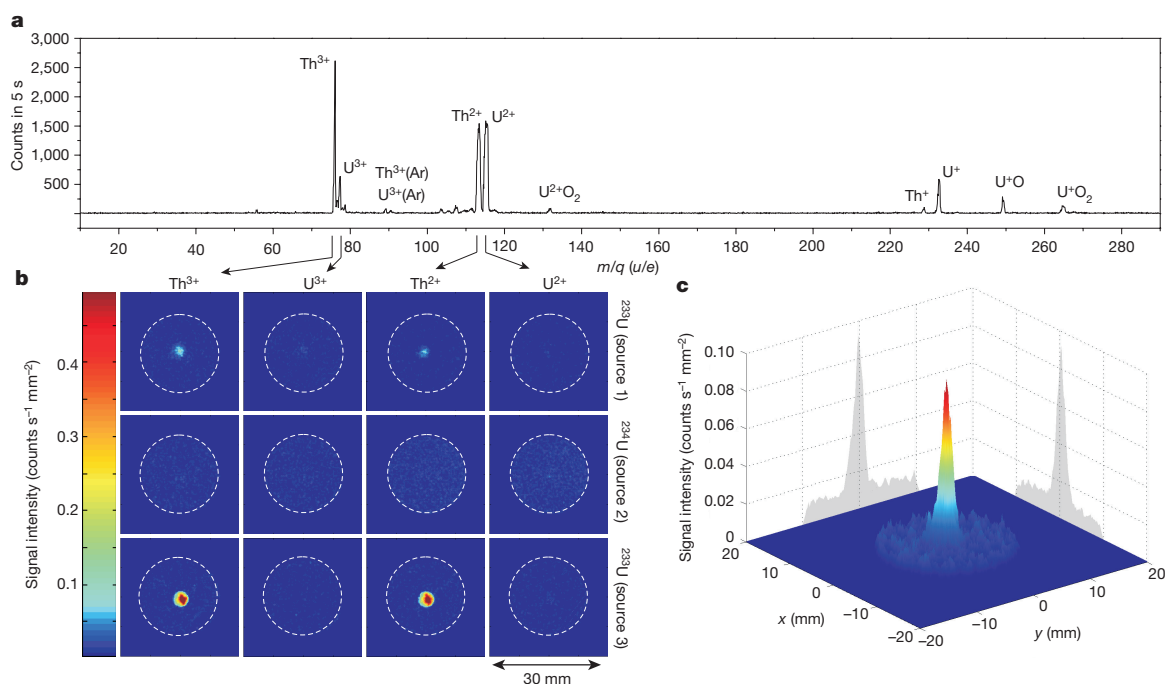 a
3,000
2,500
2,000
1,500
1,000
500
Counts in 5 s
Th³⁺
U³⁺
Th³⁺(Ar)
U³⁺(Ar)
Th²⁺
U²⁺
U²⁺O₂
Th⁺
U⁺
U⁺O
U⁺O₂
20 40 60 80 100 120 140 160 180 200 220 240 260 280
m/q (u/e)
b
Th³⁺ U³⁺ Th²⁺ U²⁺
Signal intensity (counts s⁻¹ mm⁻²)
0.4
0.3
0.2
0.1
²³³U (source 1)
²³⁴U (source 2)
²³³U (source 3)
30 mm
c
Signal intensity (counts s⁻¹ mm⁻²)
0.10
0.08
0.06
0.04
0.02
0
20
10
0
−10
−20
x (mm)
−20
−10
0
10
20
y (mm)